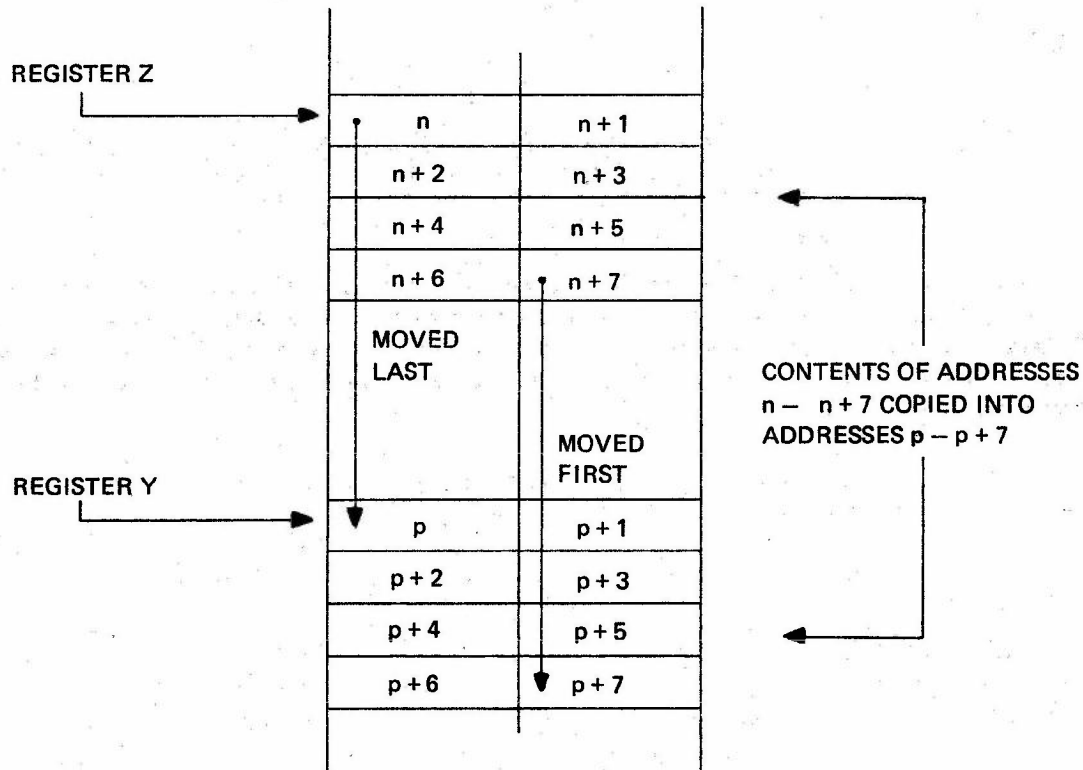 REGISTER Z
n n + 1
n + 2 n + 3
n + 4 n + 5
n + 6 n + 7
MOVED
LAST
CONTENTS OF ADDRESSES
n – n + 7 COPIED INTO
ADDRESSES p – p + 7
MOVED
FIRST
REGISTER Y
p p + 1
p + 2 p + 3
p + 4 p + 5
p + 6 p + 7